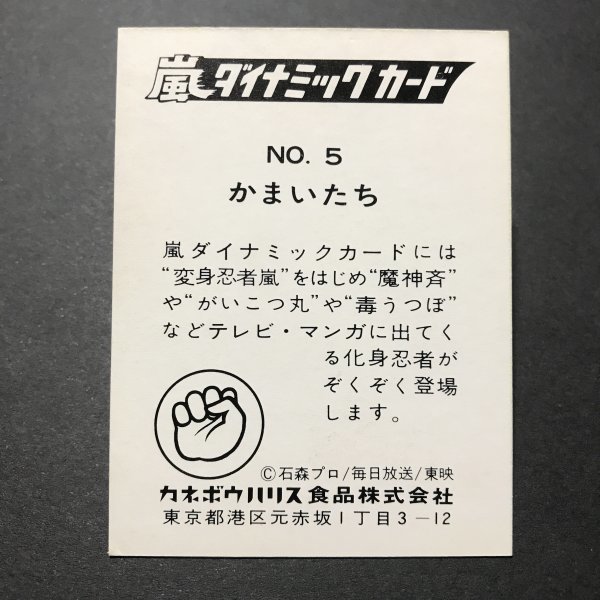 嵐ダイナミックカード
NO. 5
かまいたち
嵐ダイナミックカードには
“変身忍者嵐”をはじめ“魔神斉”
や“がいこつ丸”や“毒うつぼ”
などテレビ・マンガに出てく
る化身忍者が
ぞくぞく登場
します。
©石森プロ/毎日放送/東映
カネボウハリス食品株式会社
東京都港区元赤坂1丁目3-12